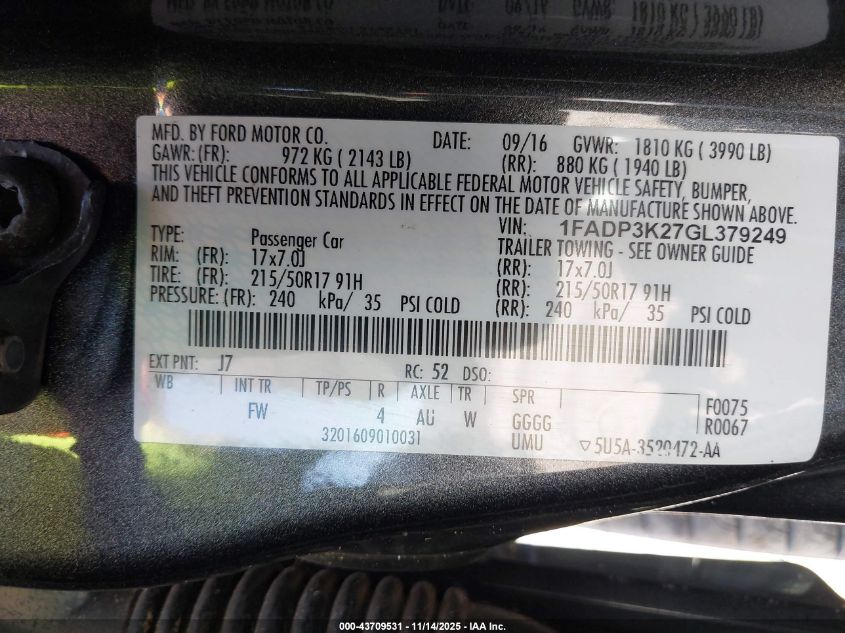 MFD. BY FORD MOTOR CO. DATE: 09/16 GVWR: 1810 KG ( 3990 LB)
GAWR:(FR): 972 KG ( 2143 LB) (RR): 880 KG ( 1940 LB)
THIS VEHICLE CONFORMS TO ALL APPLICABLE FEDERAL MOTOR VEHICLE SAFETY, BUMPER,
AND THEFT PREVENTION STANDARDS IN EFFECT ON THE DATE OF MANUFACTURE SHOWN ABOVE.
VIN: 1FADP3K27GL379249
TYPE: Passenger Car TRAILER TOWING - SEE OWNER GUIDE
RIM: (FR): 17x7.0J (RR): 17x7.0J
TIRE: (FR): 215/50R17 91H (RR): 215/50R17 91H
PRESSURE: (FR): 240 kPa/ 35 PSI COLD (RR): 240 kPa/ 35 PSI COLD
EXT PNT: J7 RC: 52 DSO:
WB INT TR TP/PS R AXLE TR SPR F0075
FW 4 AU W GGGG R0067
3201609010031 UMU ▽5U5A-3520472-AA
000-43709531 - 11/14/2025 - IAA Inc.